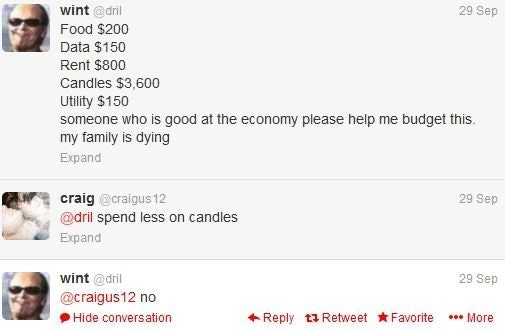 wint @dril 29 Sep
Food $200
Data $150
Rent $800
Candles $3,600
Utility $150
someone who is good at the economy please help me budget this.
my family is dying
Expand
craig @craigus12 29 Sep
@dril spend less on candles
Expand
wint @dril 29 Sep
@craigus12 no
Hide conversation Reply Retweet Favorite More